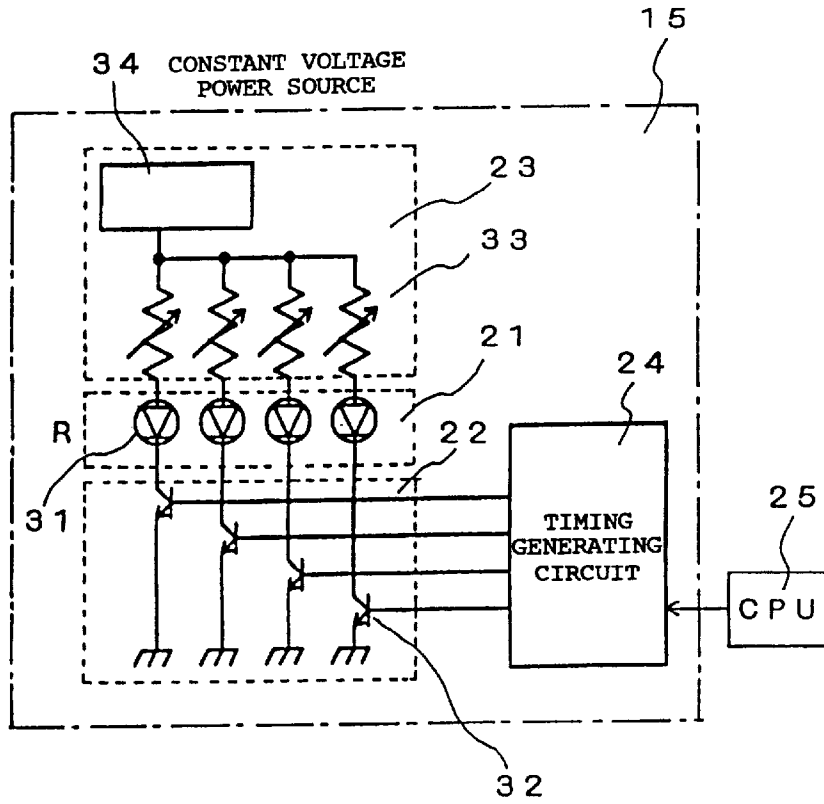 34 CONSTANT VOLTAGE
POWER SOURCE
15
23
33
21
24
R
22
31
25
TIMING
GENERATING
CIRCUIT
CPU
32